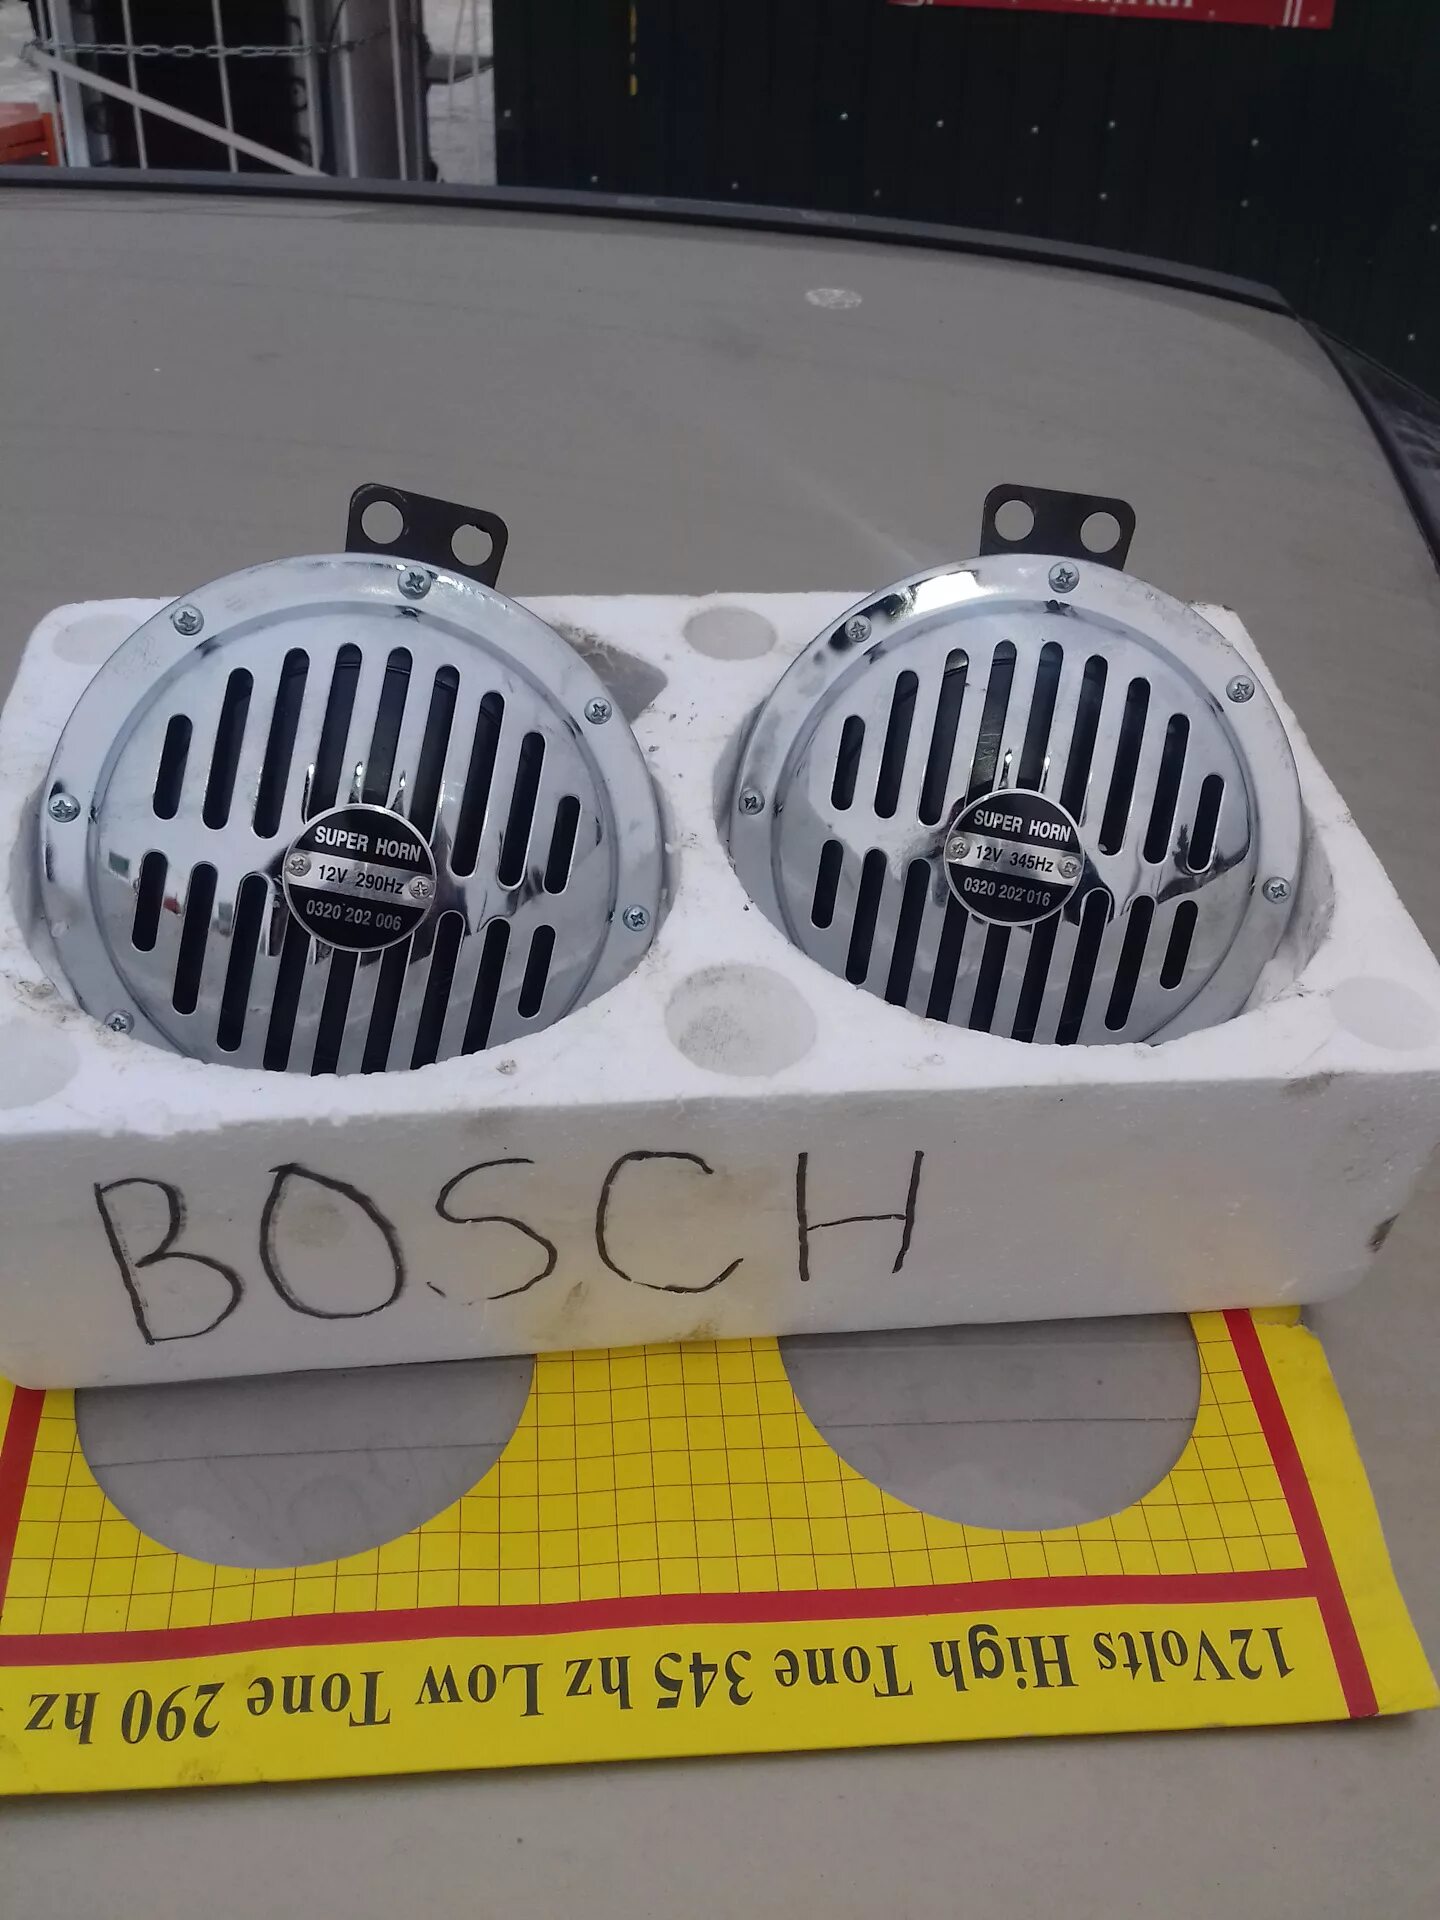 SUPER HORN
12V 290Hz
0320 202 006
SUPER HORN
12V 345Hz
0320 202 016
BOSCH
12Volts High Tone 345 hz Low Tone 290 hz